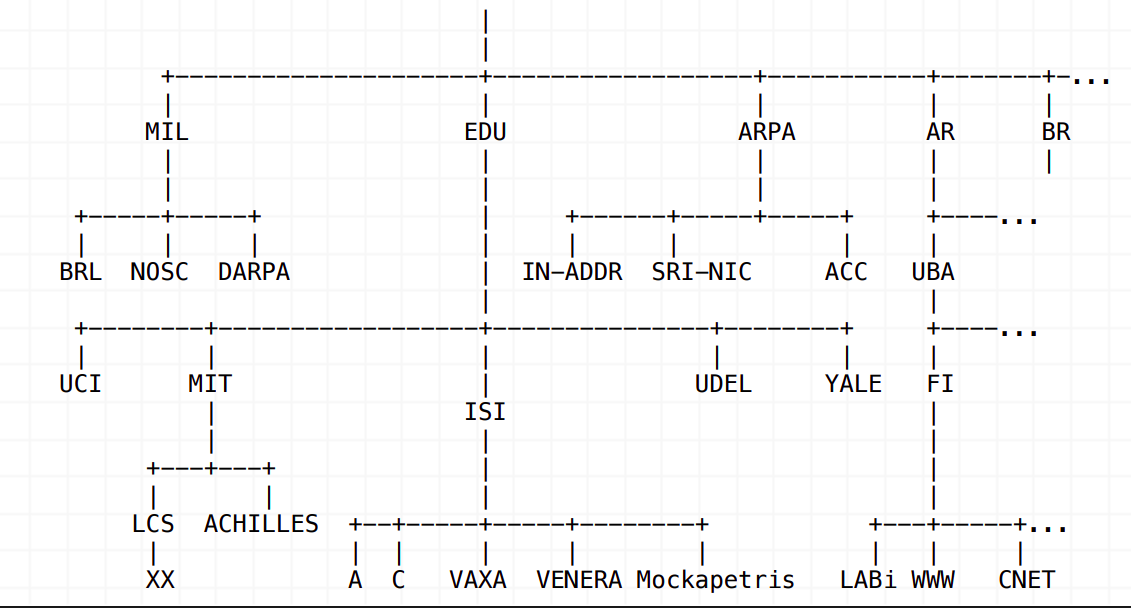 MIL EDU ARPA AR BR
...
...
BRL NOSC DARPA IN-ADDR SRI-NIC ACC UBA
...
UCI MIT UDEL YALE FI
ISI
LCS ACHILLES ...
XX A C VAXA VENERA Mockapetris LABi WWW CNET